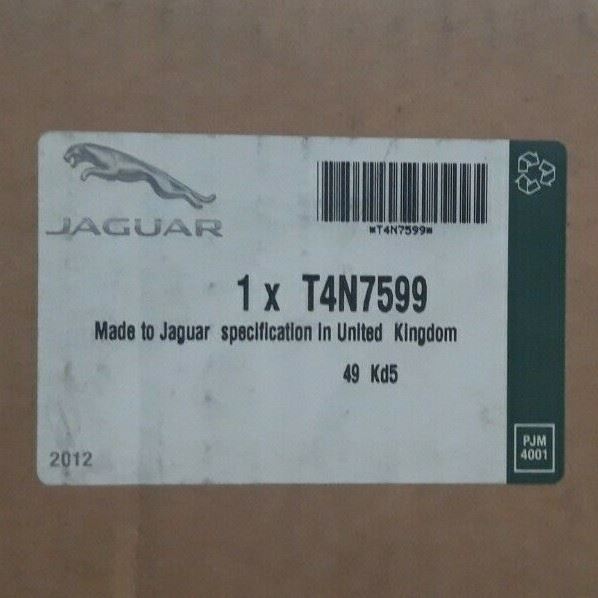 JAGUAR
*T4N7599*
1 x T4N7599
Made to Jaguar specification in United Kingdom
49 Kd5
2012
PJM
4001